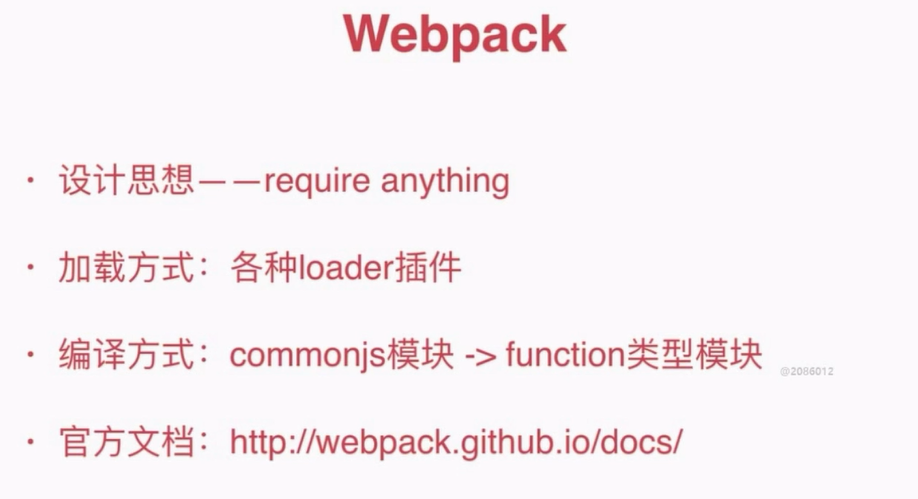 Webpack
· 设计思想——require anything
· 加载方式：各种loader插件
· 编译方式：commonjs模块 -> function类型模块
@2086012
· 官方文档：http://webpack.github.io/docs/